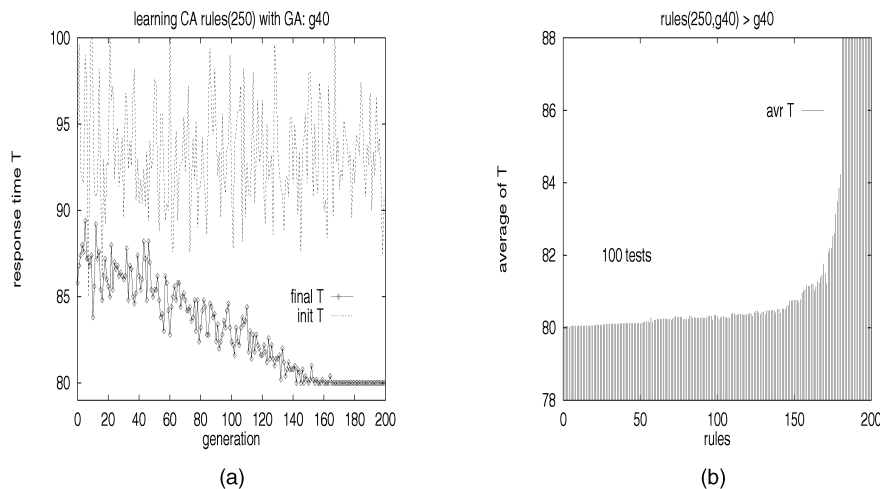 learning CA rules(250) with GA: g40
100
95
90
85
80
response time T
final T
init T
0 20 40 60 80 100 120 140 160 180 200
generation
(a)
rules(250,g40) > g40
88
86
84
82
80
78
average of T
avr T
100 tests
0 50 100 150 200
rules
(b)